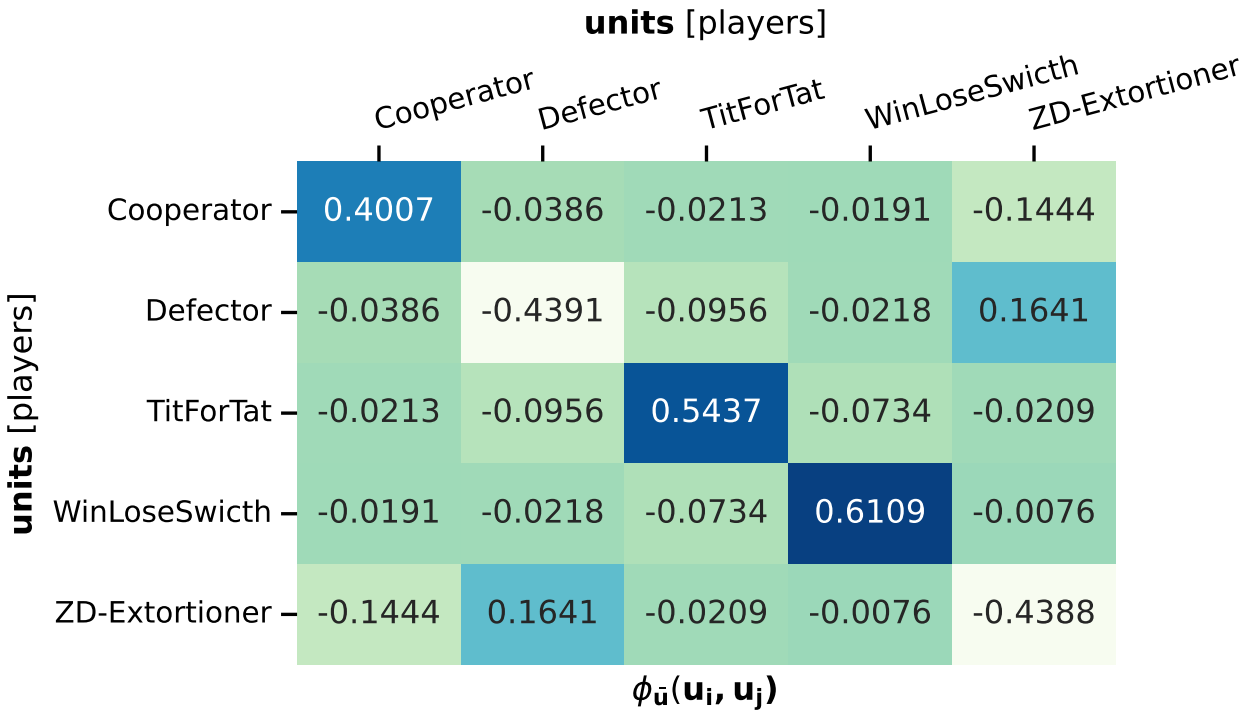 units [players]
Cooperator Defector TitForTat WinLoseSwicth ZD-Extortioner
units [players]
Cooperator 0.4007 -0.0386 -0.0213 -0.0191 -0.1444
Defector -0.0386 -0.4391 -0.0956 -0.0218 0.1641
TitForTat -0.0213 -0.0956 0.5437 -0.0734 -0.0209
WinLoseSwicth -0.0191 -0.0218 -0.0734 0.6109 -0.0076
ZD-Extortioner -0.1444 0.1641 -0.0209 -0.0076 -0.4388
ϕ_ū(u_i, u_j)